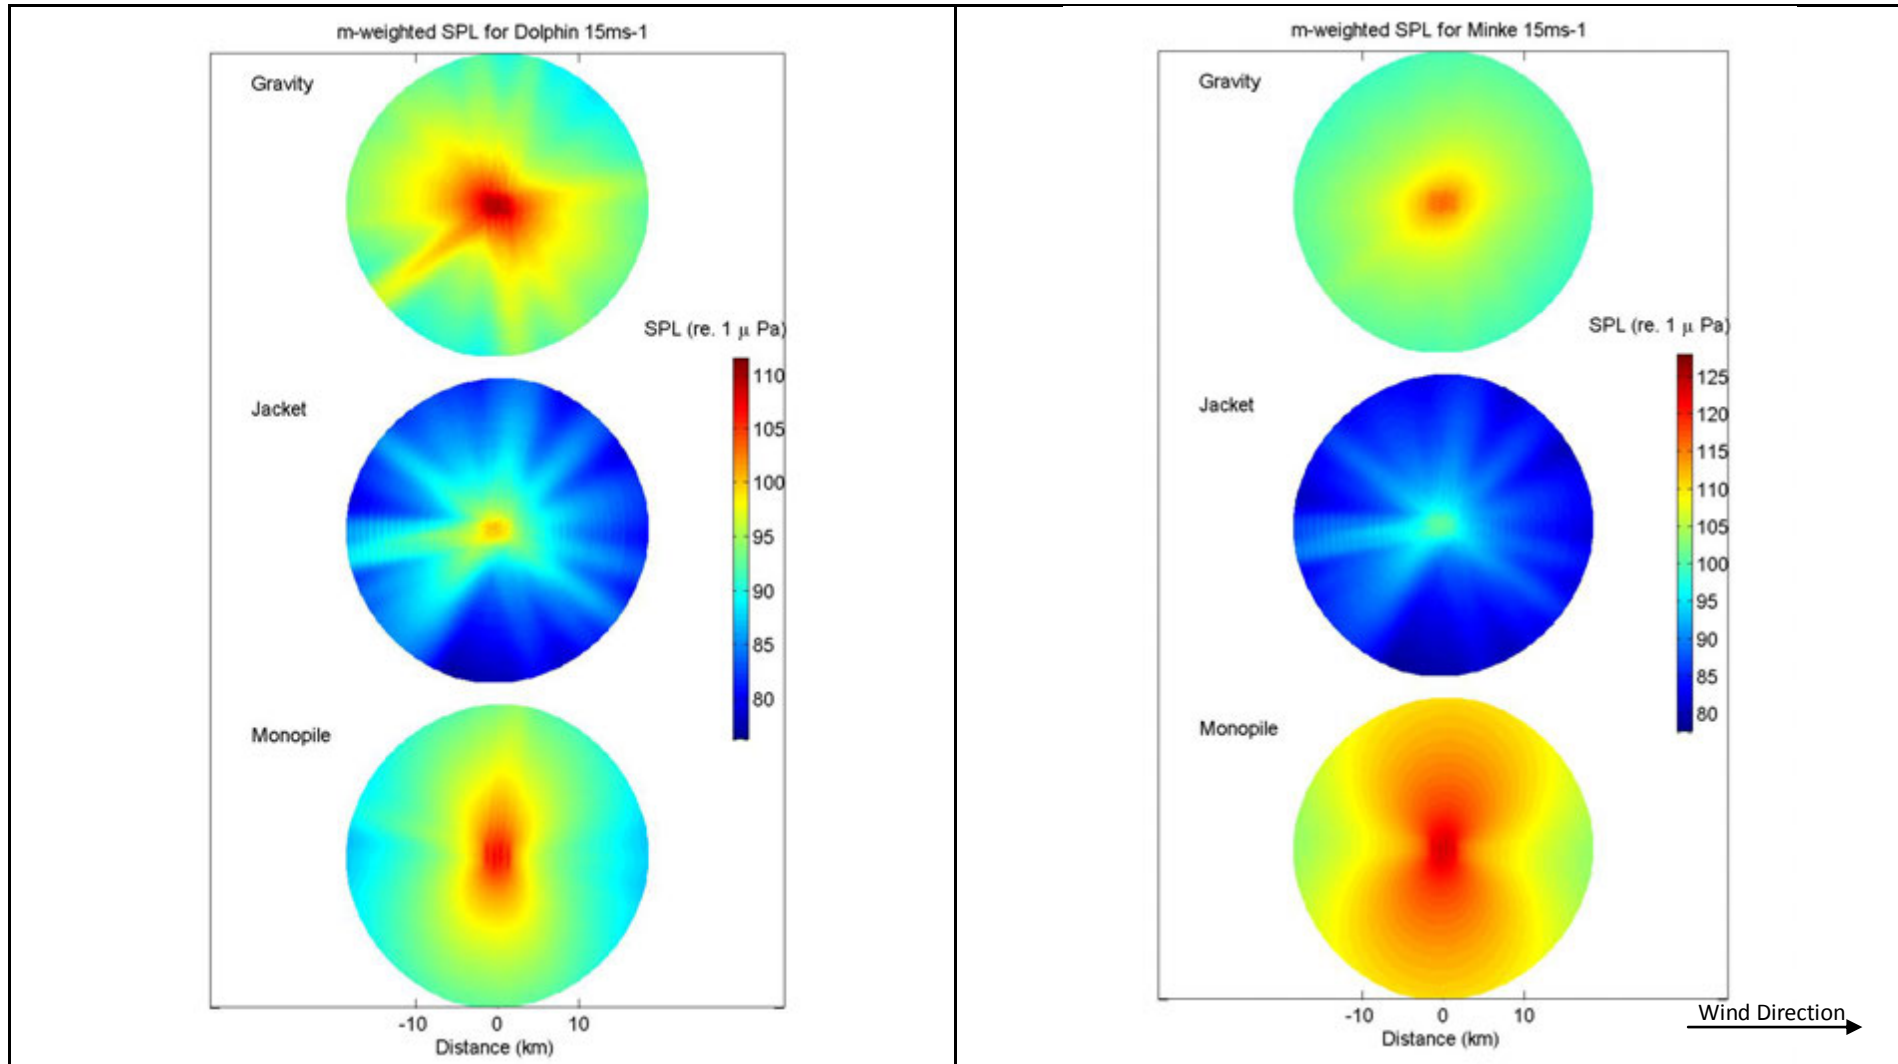 m-weighted SPL for Dolphin 15ms-1
Gravity
SPL (re. 1 μ Pa)
110
105
100
95
90
85
80
Jacket
Monopile
-10 0 10
Distance (km)
m-weighted SPL for Minke 15ms-1
Gravity
SPL (re. 1 μ Pa)
125
120
115
110
105
100
95
90
85
80
Jacket
Monopile
-10 0 10
Distance (km)
Wind Direction